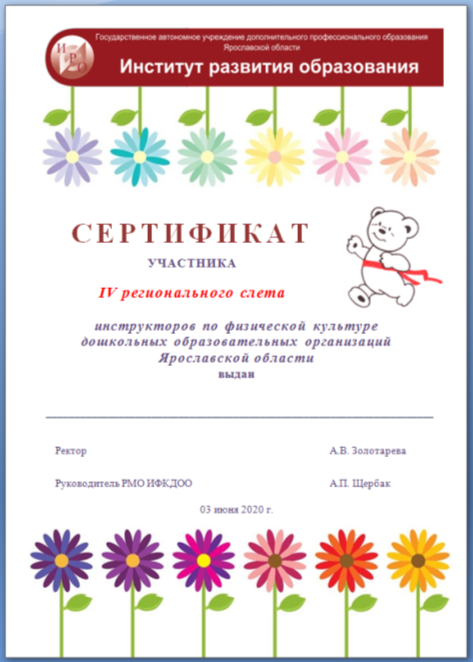 ИРО
Государственное автономное учреждение дополнительного профессионального образования
Ярославской области
Институт развития образования
СЕРТИФИКАТ
УЧАСТНИКА
IV регионального слета
инструкторов по физической культуре
дошкольных образовательных организаций
Ярославской области
выдан
Ректор А.В. Золотарева
Руководитель РМО ИФКДОО А.П. Щербак
03 июня 2020 г.